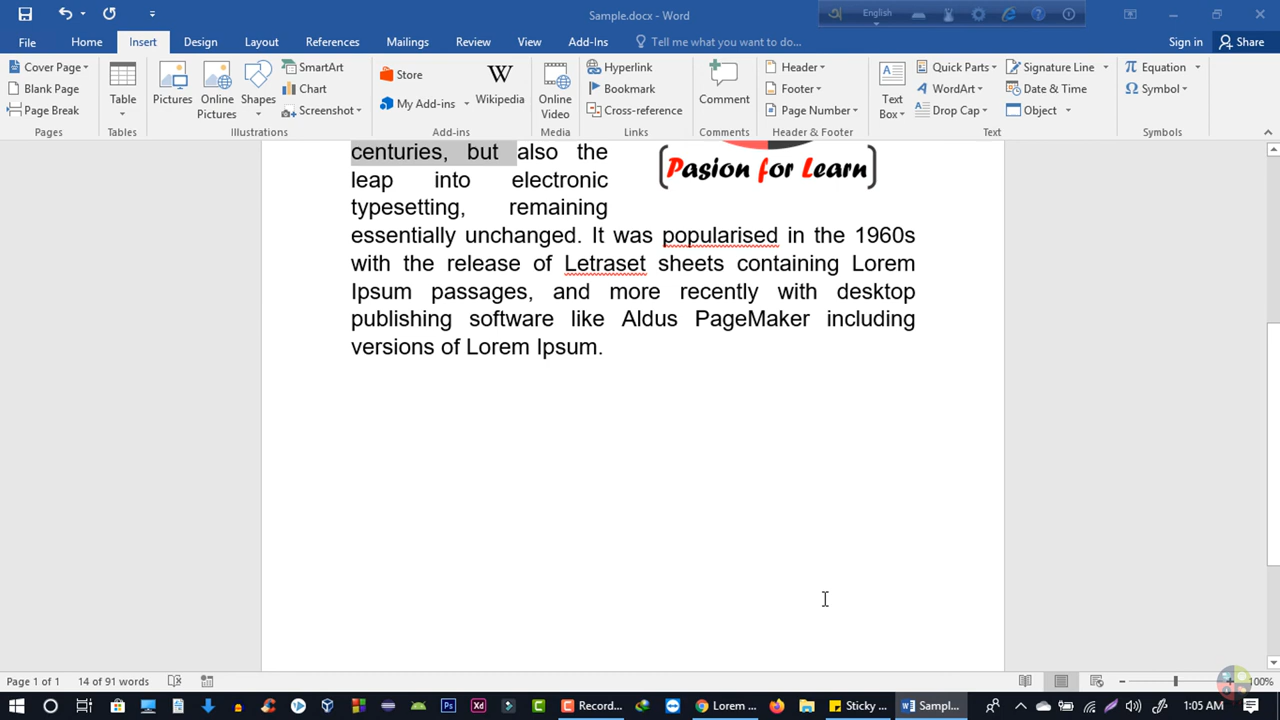 Sample.docx - Word
English
File Home Insert Design Layout References Mailings Review View Add-Ins Tell me what you want to do... Sign in Share
Cover Page
Blank Page
Page Break
Pages
Table
Tables
Pictures
Online Pictures
Shapes
SmartArt
Chart
Screenshot
Illustrations
Store
My Add-ins
Wikipedia
Add-ins
Online Video
Media
Hyperlink
Bookmark
Cross-reference
Links
Comment
Comments
Header
Footer
Page Number
Header & Footer
Text Box
Quick Parts
WordArt
Drop Cap
Signature Line
Date & Time
Object
Text
Equation
Symbol
Symbols
centuries, but also the
leap into electronic
typesetting, remaining
Pasion for Learn
essentially unchanged. It was popularised in the 1960s
with the release of Letraset sheets containing Lorem
Ipsum passages, and more recently with desktop
publishing software like Aldus PageMaker including
versions of Lorem Ipsum.
Page 1 of 1 14 of 91 words
Record... Lorem ... Sticky ... Sampl... 1:05 AM